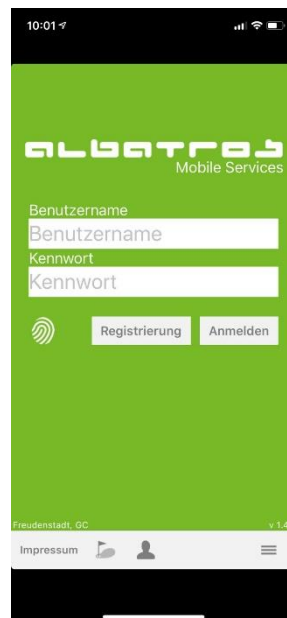 10:01
albatros
Mobile Services
Benutzername
Benutzername
Kennwort
Kennwort
Registrierung Anmelden
Freudenstadt, GC v 1.4
Impressum